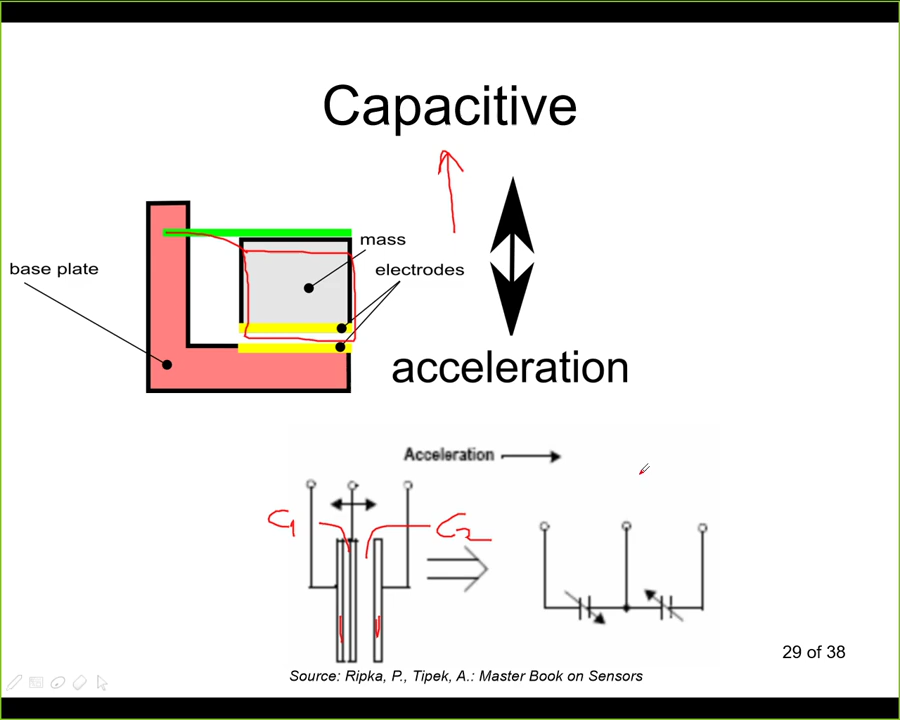 Capacitive
mass
base plate
electrodes
acceleration
Acceleration
C1
C2
29 of 38
Source: Ripka, P., Tipek, A.: Master Book on Sensors